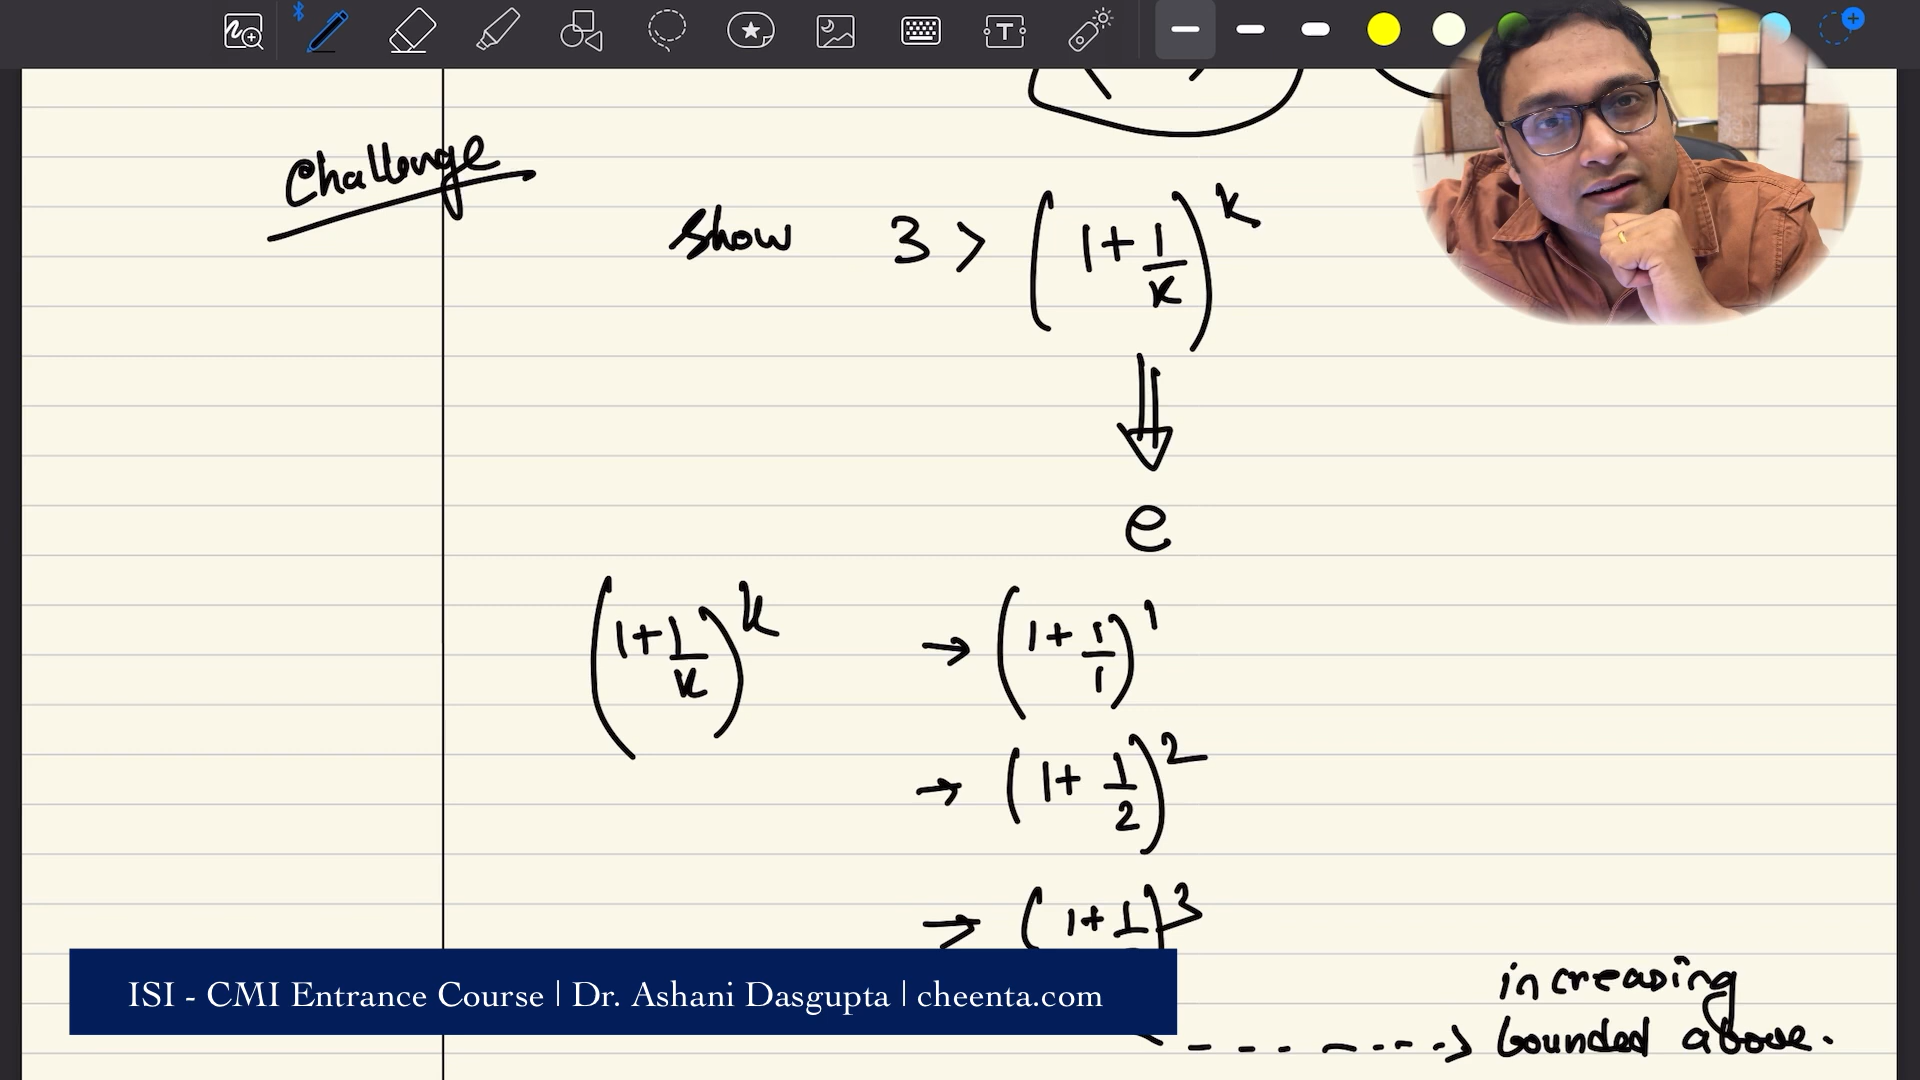 Challenge
show 3 > (1+1/k)^k
⇓
e
(1+1/k)^k → (1+1/1)^1
→ (1+1/2)^2
→ (1+1/)^3
increasing
bounded above.
ISI - CMI Entrance Course | Dr. Ashani Dasgupta | cheenta.com